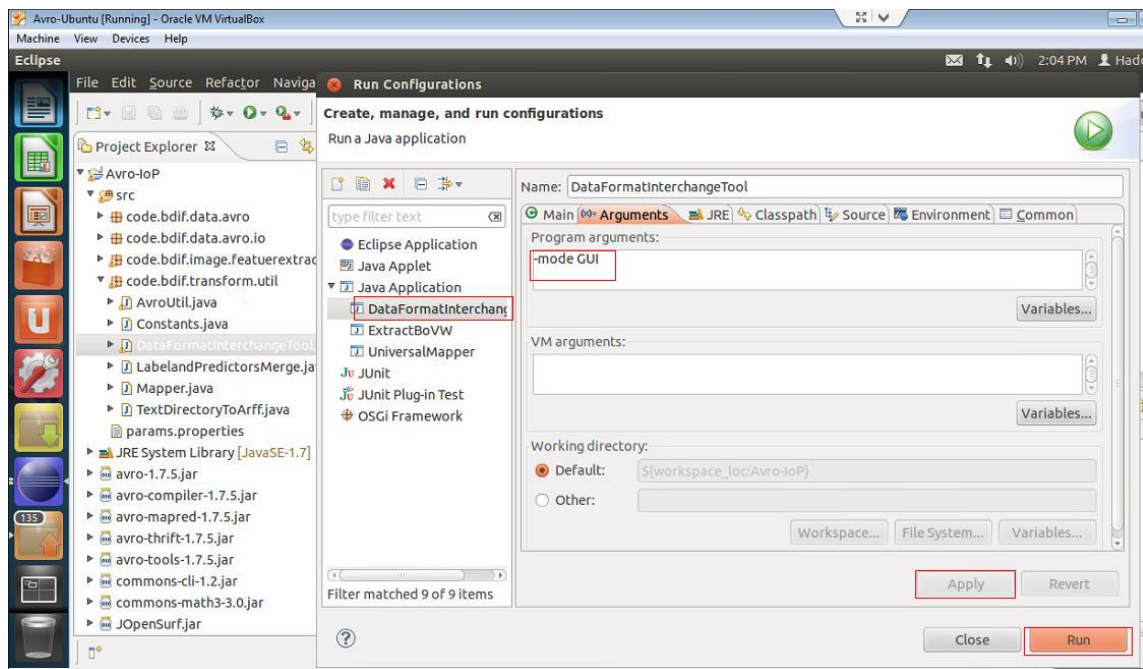 Avro-Ubuntu [Running] - Oracle VM VirtualBox
Machine View Devices Help
Eclipse
2:04 PM
File Edit Source Refactor Naviga
Run Configurations
Create, manage, and run configurations
Run a Java application
Project Explorer
Avro-IoP
src
code.bdif.data.avro
code.bdif.data.avro.io
code.bdif.image.featuerextrac
code.bdif.transform.util
AvroUtil.java
Constants.java
DataFormatInterchangeTool.
LabelandPredictorsMerge.ja
Mapper.java
TextDirectoryToArff.java
params.properties
JRE System Library [JavaSE-1.7]
avro-1.7.5.jar
avro-compiler-1.7.5.jar
avro-mapred-1.7.5.jar
avro-thrift-1.7.5.jar
avro-tools-1.7.5.jar
commons-cli-1.2.jar
commons-math3-3.0.jar
JOpenSurf.jar
135
type filter text
Eclipse Application
Java Applet
Java Application
DataFormatInterchang
ExtractBoVW
UniversalMapper
JUnit
JUnit Plug-in Test
OSGi Framework
Filter matched 9 of 9 items
Name: DataFormatInterchangeTool
Main Arguments JRE Classpath Source Environment Common
Program arguments:
-mode GUI
Variables...
VM arguments:
Variables...
Working directory:
Default: ${workspace_loc:Avro-IoP}
Other:
Workspace... File System... Variables...
Apply Revert
Close Run